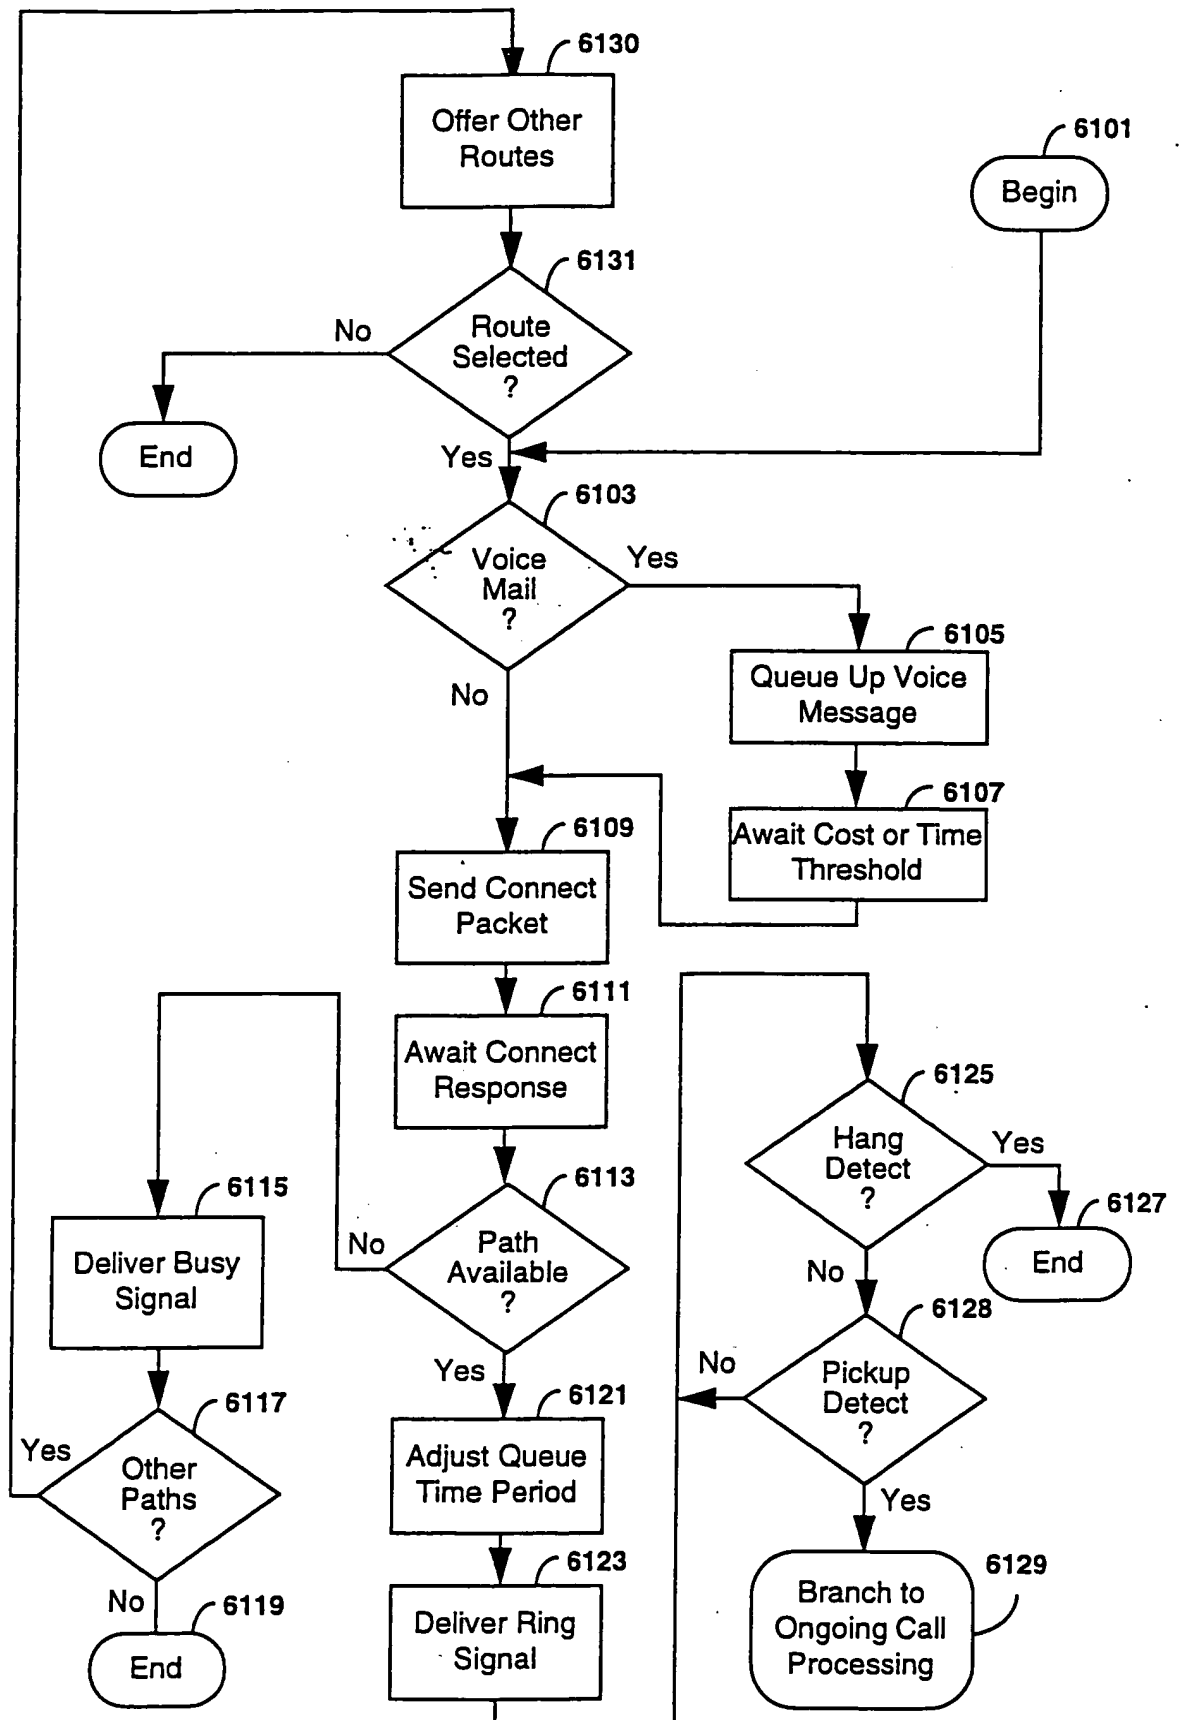 6130
Offer Other
Routes
6101
Begin
6131
Route
Selected
?
No
End
Yes
6103
Voice
Mail
?
Yes
No
6105
Queue Up Voice
Message
6107
Await Cost or Time
Threshold
6109
Send Connect
Packet
6111
Await Connect
Response
6113
Path
Available
?
No
Yes
6115
Deliver Busy
Signal
6117
Other
Paths
?
Yes
No
6119
End
6121
Adjust Queue
Time Period
6123
Deliver Ring
Signal
6125
Hang
Detect
?
Yes
6127
End
No
6128
Pickup
Detect
?
No
Yes
6129
Branch to
Ongoing Call
Processing